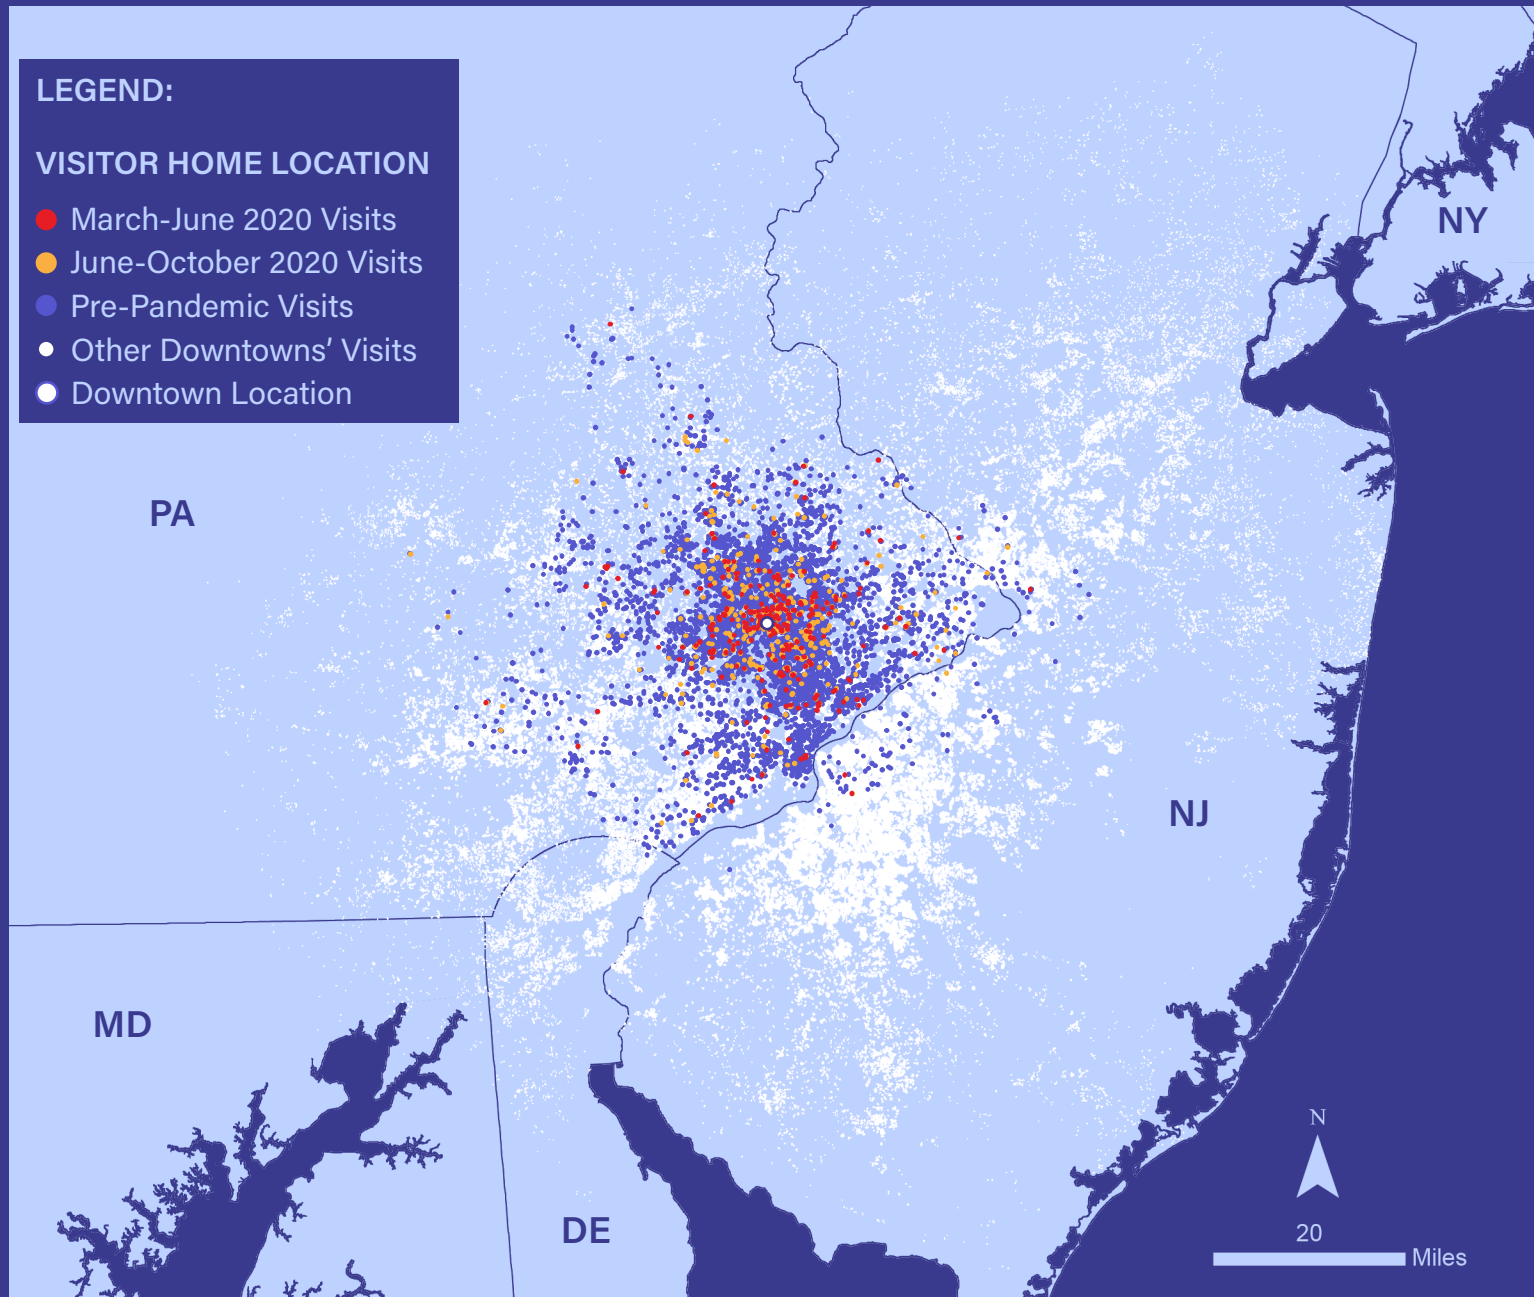 LEGEND:
VISITOR HOME LOCATION
March-June 2020 Visits
June-October 2020 Visits
Pre-Pandemic Visits
Other Downtowns’ Visits
Downtown Location
NY
PA
NJ
MD
N
DE
20
Miles